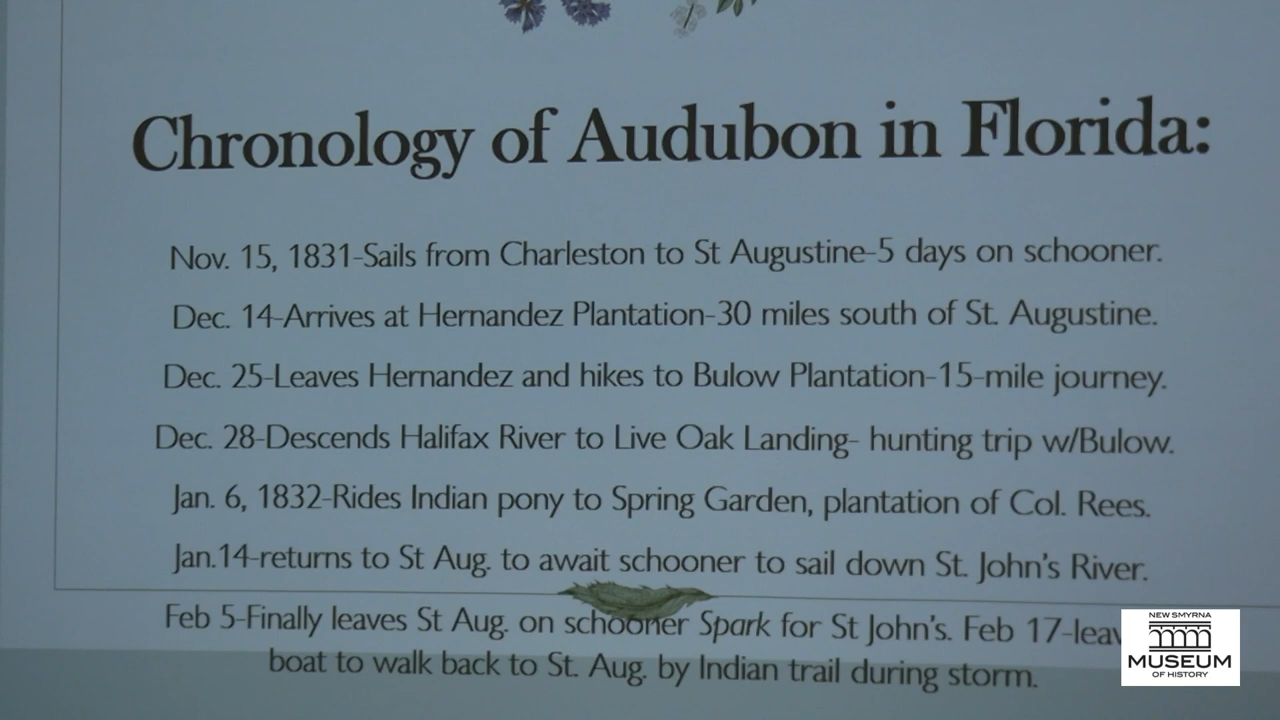 Chronology of Audubon in Florida:
Nov. 15, 1831-Sails from Charleston to St Augustine-5 days on schooner.
Dec. 14-Arrives at Hernandez Plantation-30 miles south of St. Augustine.
Dec. 25-Leaves Hernandez and hikes to Bulow Plantation-15-mile journey.
Dec. 28-Descends Halifax River to Live Oak Landing- hunting trip w/Bulow.
Jan. 6, 1832-Rides Indian pony to Spring Garden, plantation of Col. Rees.
Jan.14-returns to St Aug. to await schooner to sail down St. John's River.
Feb 5-Finally leaves St Aug. on schooner Spark for St John's. Feb 17-leav
boat to walk back to St. Aug. by Indian trail during storm.
NEW SMYRNA
MUSEUM
OF HISTORY